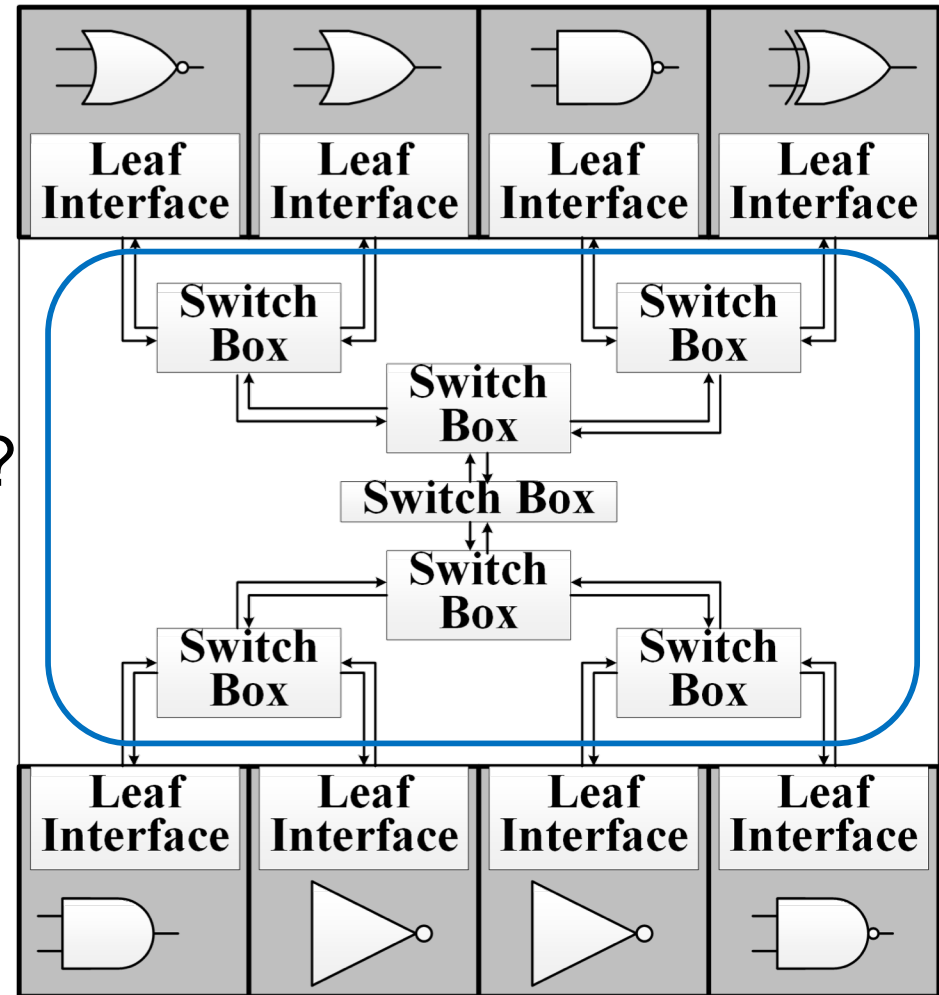 Leaf
Interface
Leaf
Interface
Leaf
Interface
Leaf
Interface
Switch
Box
Switch
Box
Switch
Box
?
Switch Box
Switch
Box
Switch
Box
Switch
Box
Leaf
Interface
Leaf
Interface
Leaf
Interface
Leaf
Interface